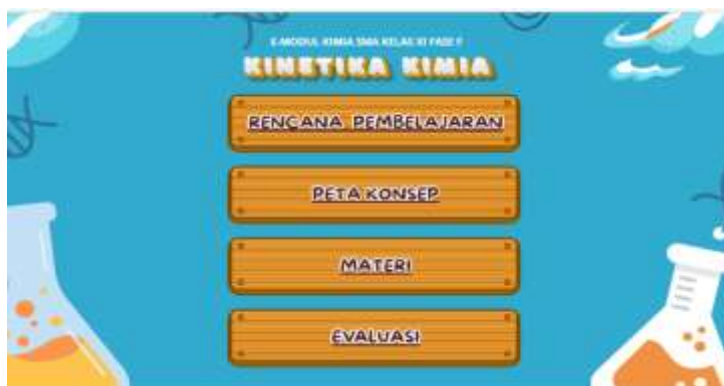 E-MODUL KIMIA SMA KELAS XI FASE F
KINETIKA KIMIA
RENCANA PEMBELAJARAN
PETA KONSEP
MATERI
EVALUASI